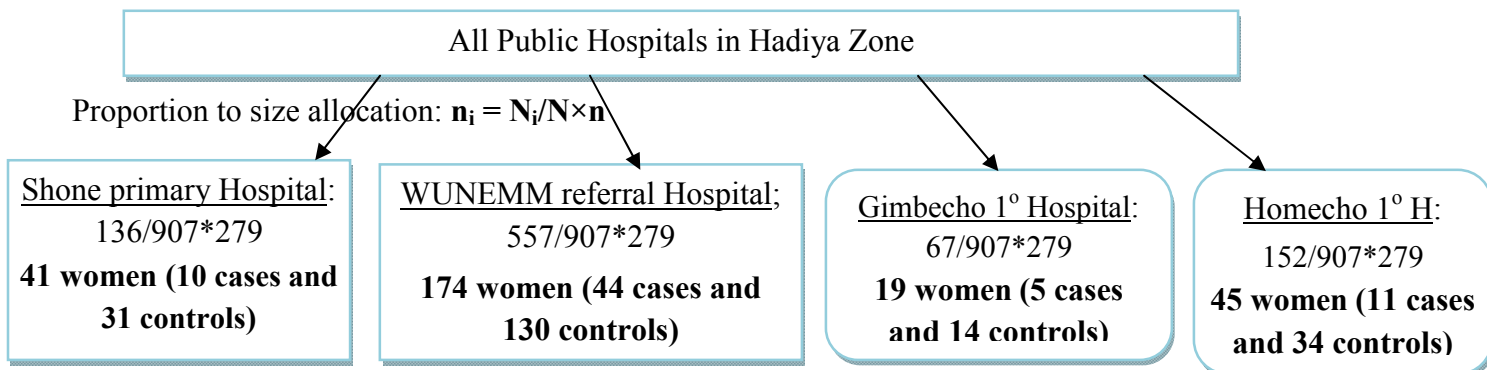 All Public Hospitals in Hadiya Zone
Proportion to size allocation: nᵢ = Nᵢ/N×n
Shone primary Hospital:
136/907*279
41 women (10 cases and
31 controls)
WUNEMM referral Hospital;
557/907*279
174 women (44 cases and
130 controls)
Gimbecho 1º Hospital:
67/907*279
19 women (5 cases
and 14 controls)
Homecho 1º H:
152/907*279
45 women (11 cases
and 34 controls)